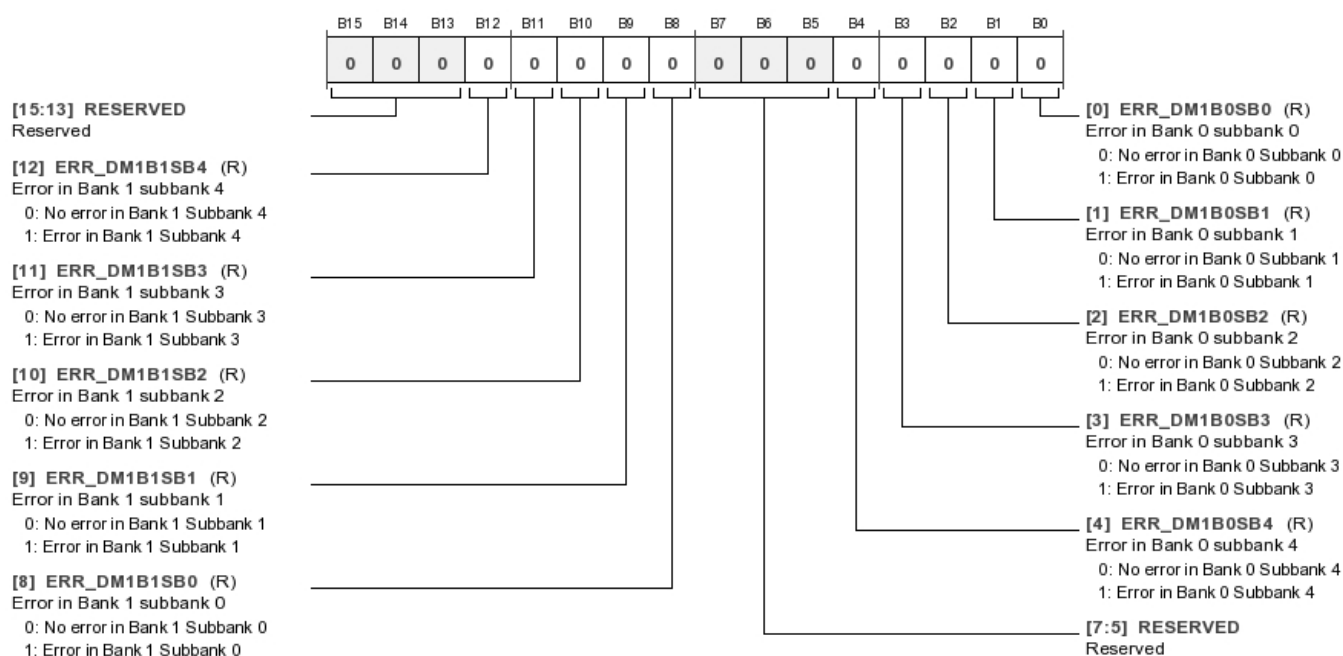 B15 B14 B13 B12 B11 B10 B9 B8 B7 B6 B5 B4 B3 B2 B1 B0
0 0 0 0 0 0 0 0 0 0 0 0 0 0 0 0
[15:13] RESERVED
Reserved
[12] ERR_DM1B1SB4 (R)
Error in Bank 1 subbank 4
0: No error in Bank 1 Subbank 4
1: Error in Bank 1 Subbank 4
[11] ERR_DM1B1SB3 (R)
Error in Bank 1 subbank 3
0: No error in Bank 1 Subbank 3
1: Error in Bank 1 Subbank 3
[10] ERR_DM1B1SB2 (R)
Error in Bank 1 subbank 2
0: No error in Bank 1 Subbank 2
1: Error in Bank 1 Subbank 2
[9] ERR_DM1B1SB1 (R)
Error in Bank 1 subbank 1
0: No error in Bank 1 Subbank 1
1: Error in Bank 1 Subbank 1
[8] ERR_DM1B1SB0 (R)
Error in Bank 1 subbank 0
0: No error in Bank 1 Subbank 0
1: Error in Bank 1 Subbank 0
[0] ERR_DM1B0SB0 (R)
Error in Bank 0 subbank 0
0: No error in Bank 0 Subbank 0
1: Error in Bank 0 Subbank 0
[1] ERR_DM1B0SB1 (R)
Error in Bank 0 subbank 1
0: No error in Bank 0 Subbank 1
1: Error in Bank 0 Subbank 1
[2] ERR_DM1B0SB2 (R)
Error in Bank 0 subbank 2
0: No error in Bank 0 Subbank 2
1: Error in Bank 0 Subbank 2
[3] ERR_DM1B0SB3 (R)
Error in Bank 0 subbank 3
0: No error in Bank 0 Subbank 3
1: Error in Bank 0 Subbank 3
[4] ERR_DM1B0SB4 (R)
Error in Bank 0 subbank 4
0: No error in Bank 0 Subbank 4
1: Error in Bank 0 Subbank 4
[7:5] RESERVED
Reserved